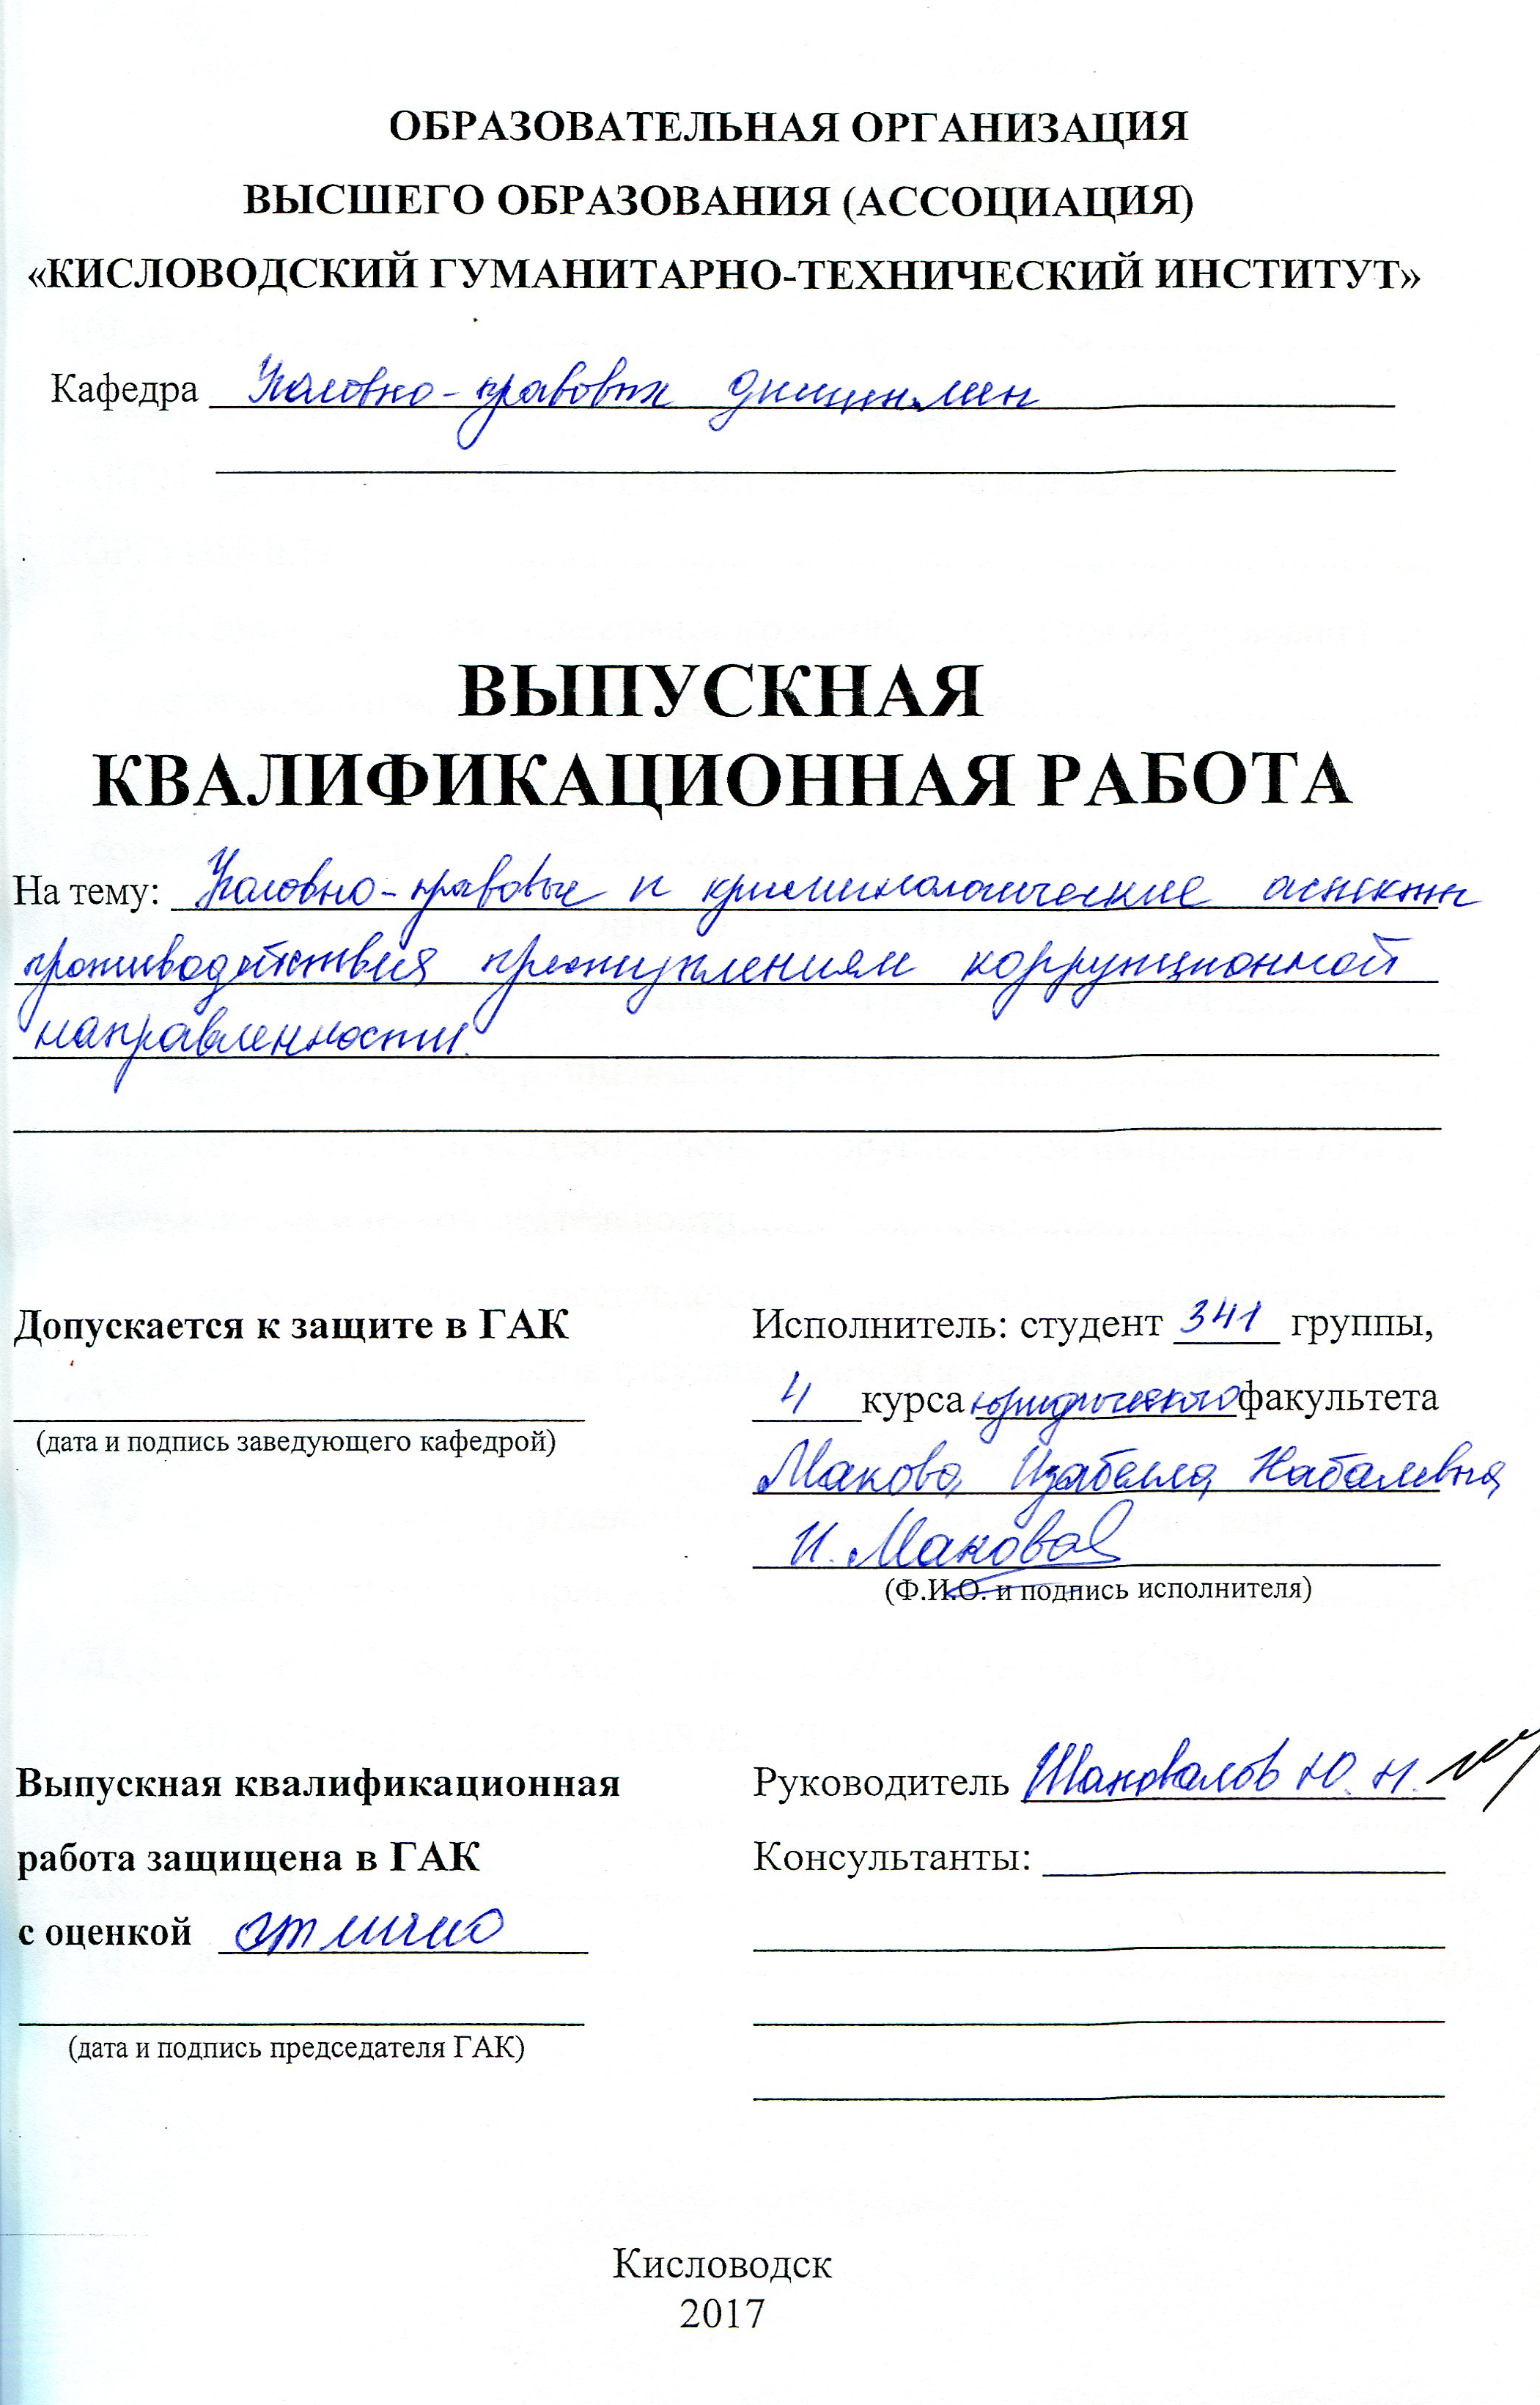 ОБРАЗОВАТЕЛЬНАЯ ОРГАНИЗАЦИЯ
ВЫСШЕГО ОБРАЗОВАНИЯ (АССОЦИАЦИЯ)
«КИСЛОВОДСКИЙ ГУМАНИТАРНО-ТЕХНИЧЕСКИЙ ИНСТИТУТ»
Кафедра Уголовно-правовых дисциплин
ВЫПУСКНАЯ
КВАЛИФИКАЦИОННАЯ РАБОТА
На тему: Уголовно-правовые и криминологические аспекты
противодействия преступлениям коррупционной
направленности.
Допускается к защите в ГАК
(дата и подпись заведующего кафедрой)
Исполнитель: студент 341 группы,
4 курса юридического факультета
Макова Изабелла
И. Макова
(Ф.И.О. и подпись исполнителя)
Выпускная квалификационная
работа защищена в ГАК
с оценкой отлично
(дата и подпись председателя ГАК)
Руководитель Шаповалов Ю. Н.
Консультанты:
Кисловодск
2017